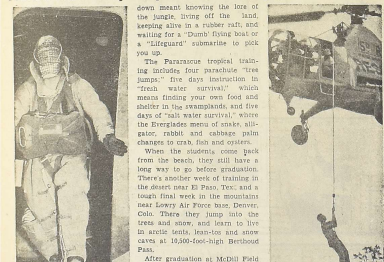 down meant knowing the lore of
the jungle, living off the land,
keeping alive in a rubber raft; and
waiting for a "Dumb' flying boat or
a "Lifeguard" submarine to pick
you up.
The Pararascue tropical train-
ing includes four parachute "tree
jumps;" five days instruction in
"fresh water survival," which
means finding your own food and
shelter in the swamplands, and five
days of "salt water survival," where
the Everglades menu of snake, alli-
gator, rabbit and cabbage palm
changes to crab, fish and oysters.
When the students come back
from the beach, they still have a
long way to go before graduation.
There's another week of training in
the desert near El Paso, Tex; and a
tough final week in the mountains
near Lowry Air Force base, Denver,
Colo. There they jump into the
trees and snow, and learn to live
in arctic tents, lean-tos and snow
caves at 10,500-foot-high Berthoud
Pass.
After graduation at McDill Field